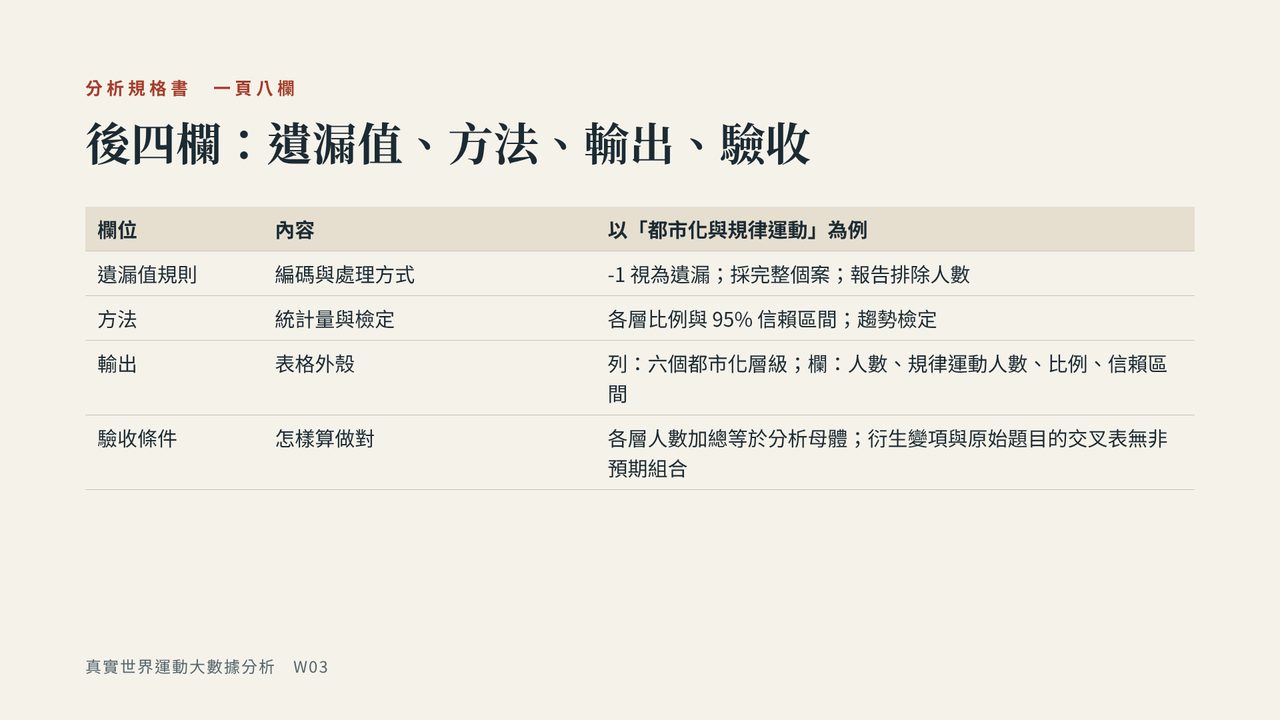 分析規格書　一頁八欄
後四欄：遺漏值、方法、輸出、驗收
欄位　內容　以「都市化與規律運動」為例
遺漏值規則　編碼與處理方式　-1 視為遺漏；採完整個案；報告排除人數
方法　統計量與檢定　各層比例與 95% 信賴區間；趨勢檢定
輸出　表格外殼　列：六個都市化層級；欄：人數、規律運動人數、比例、信賴區
間
驗收條件　怎樣算做對　各層人數加總等於分析母體；衍生變項與原始題目的交叉表無非
預期組合
真實世界運動大數據分析　W03